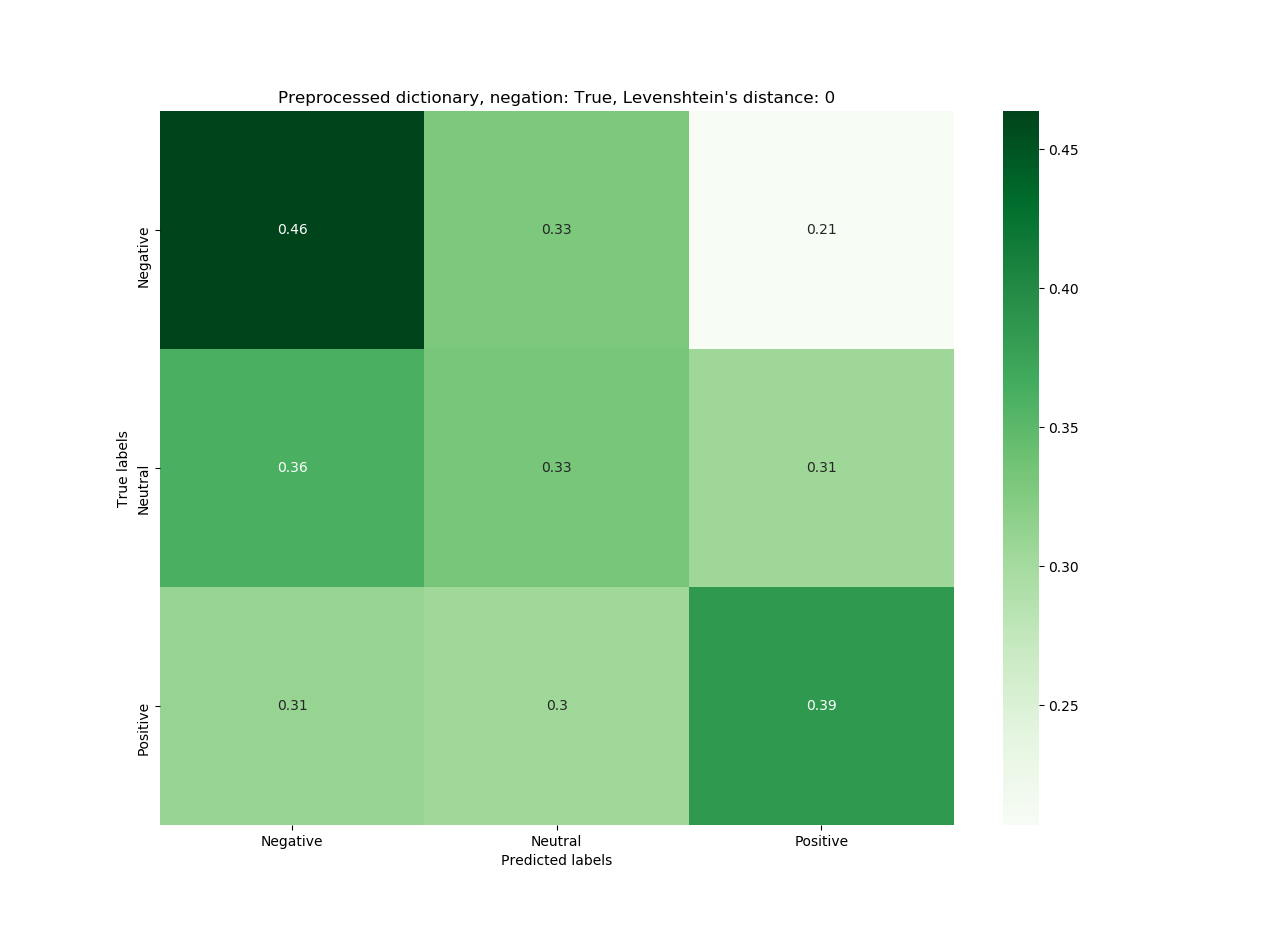 Preprocessed dictionary, negation: True, Levenshtein's distance: 0
True labels
Negative
0.46 0.33 0.21
Neutral
0.36 0.33 0.31
Positive
0.31 0.3 0.39
Negative Neutral Positive
Predicted labels
0.45
0.40
0.35
0.30
0.25